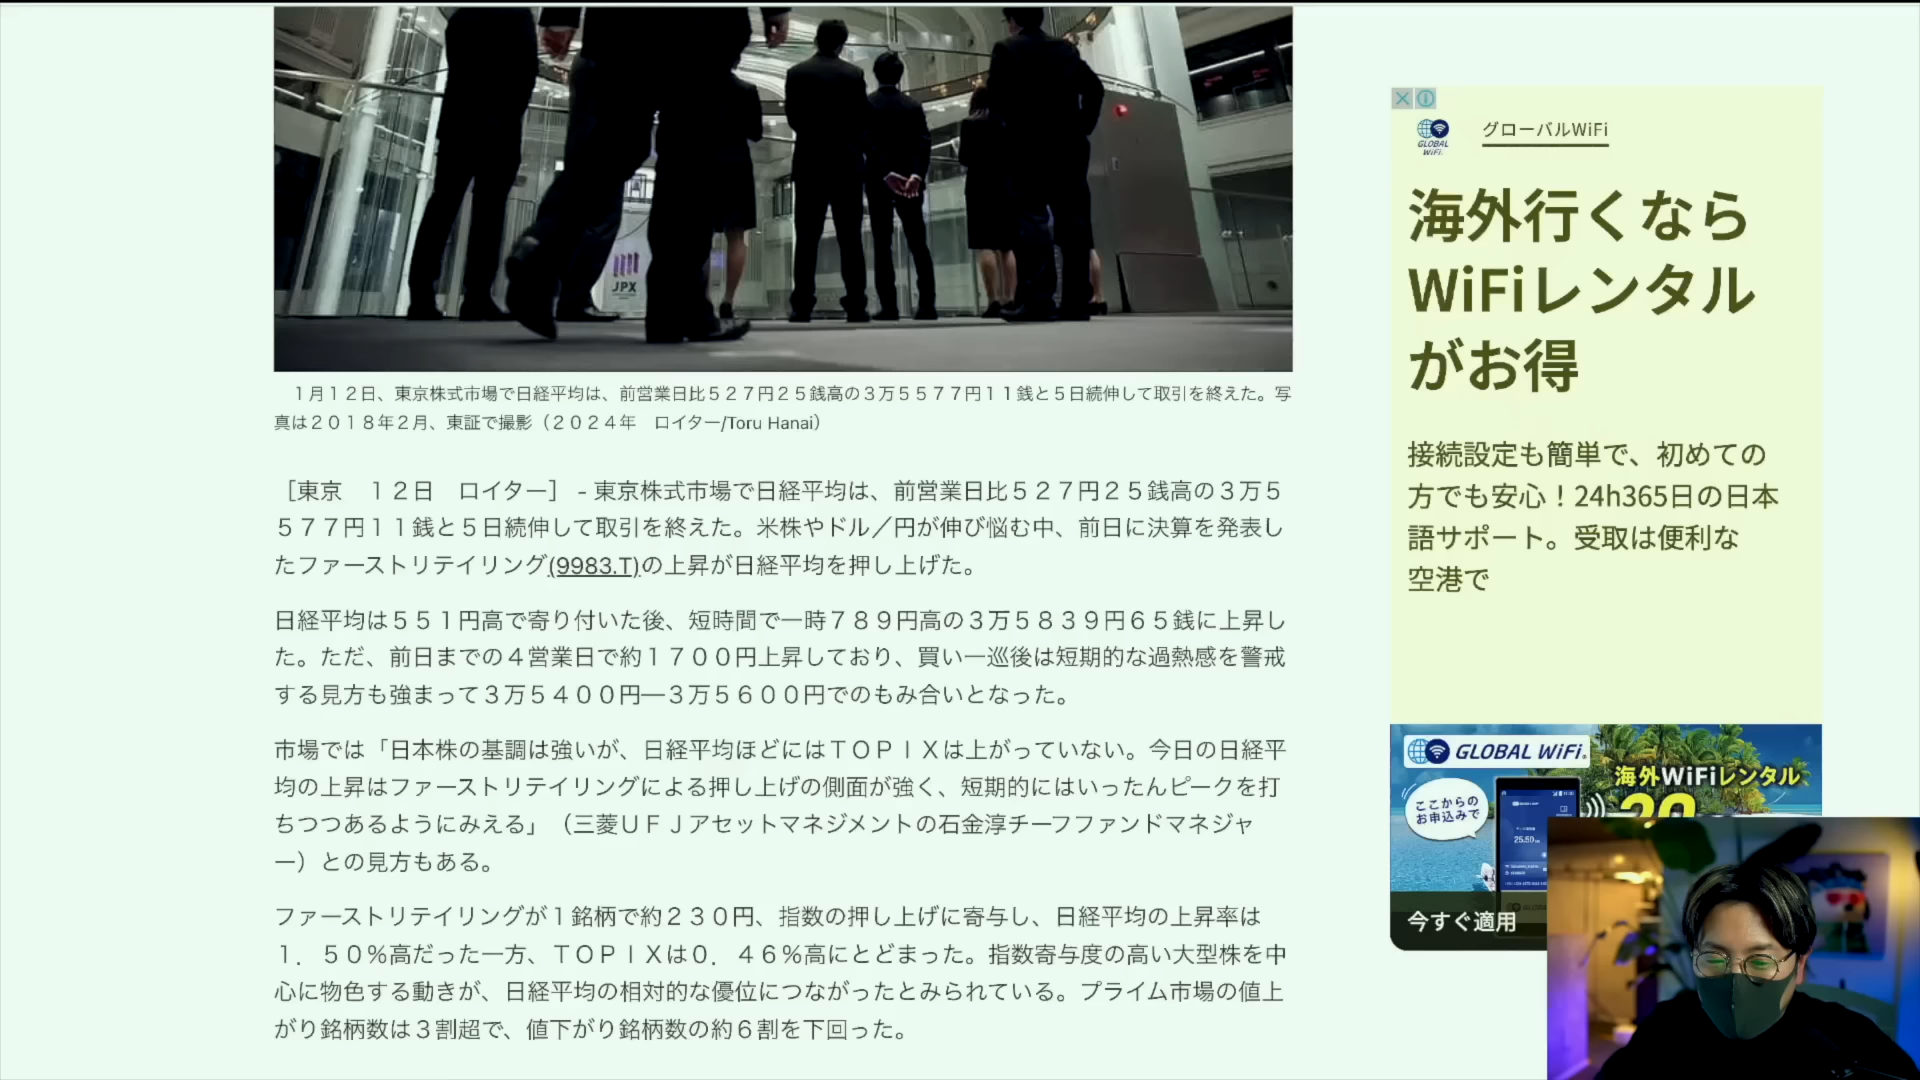 JPX
１月１２日、東京株式市場で日経平均は、前営業日比５２７円２５銭高の３万５５７７円１１銭と５日続伸して取引を終えた。写
真は２０１８年２月、東証で撮影（２０２４年　ロイター/Toru Hanai）
［東京　１２日　ロイター］ - 東京株式市場で日経平均は、前営業日比５２７円２５銭高の３万５
５７７円１１銭と５日続伸して取引を終えた。米株やドル／円が伸び悩む中、前日に決算を発表し
たファーストリテイリング(9983.T)の上昇が日経平均を押し上げた。
日経平均は５５１円高で寄り付いた後、短時間で一時７８９円高の３万５８３９円６５銭に上昇し
た。ただ、前日までの４営業日で約１７００円上昇しており、買い一巡後は短期的な過熱感を警戒
する見方も強まって３万５４００円―３万５６００円でのもみ合いとなった。
市場では「日本株の基調は強いが、日経平均ほどにはＴＯＰＩＸは上がっていない。今日の日経平
均の上昇はファーストリテイリングによる押し上げの側面が強く、短期的にはいったんピークを打
ちつつあるようにみえる」（三菱ＵＦＪアセットマネジメントの石金淳チーフファンドマネジャ
ー）との見方もある。
ファーストリテイリングが１銘柄で約２３０円、指数の押し上げに寄与し、日経平均の上昇率は
１．５０％高だった一方、ＴＯＰＩＸは０．４６％高にとどまった。指数寄与度の高い大型株を中
心に物色する動きが、日経平均の相対的な優位につながったとみられている。プライム市場の値上
がり銘柄数は３割超で、値下がり銘柄数の約６割を下回った。
GLOBAL WiFi.
グローバルWiFi
海外行くなら
WiFiレンタル
がお得
接続設定も簡単で、初めての
方でも安心！24h365日の日本
語サポート。受取は便利な
空港で
GLOBAL WiFi.
海外WiFiレンタル
ここからの
お申込みで
20
今すぐ適用